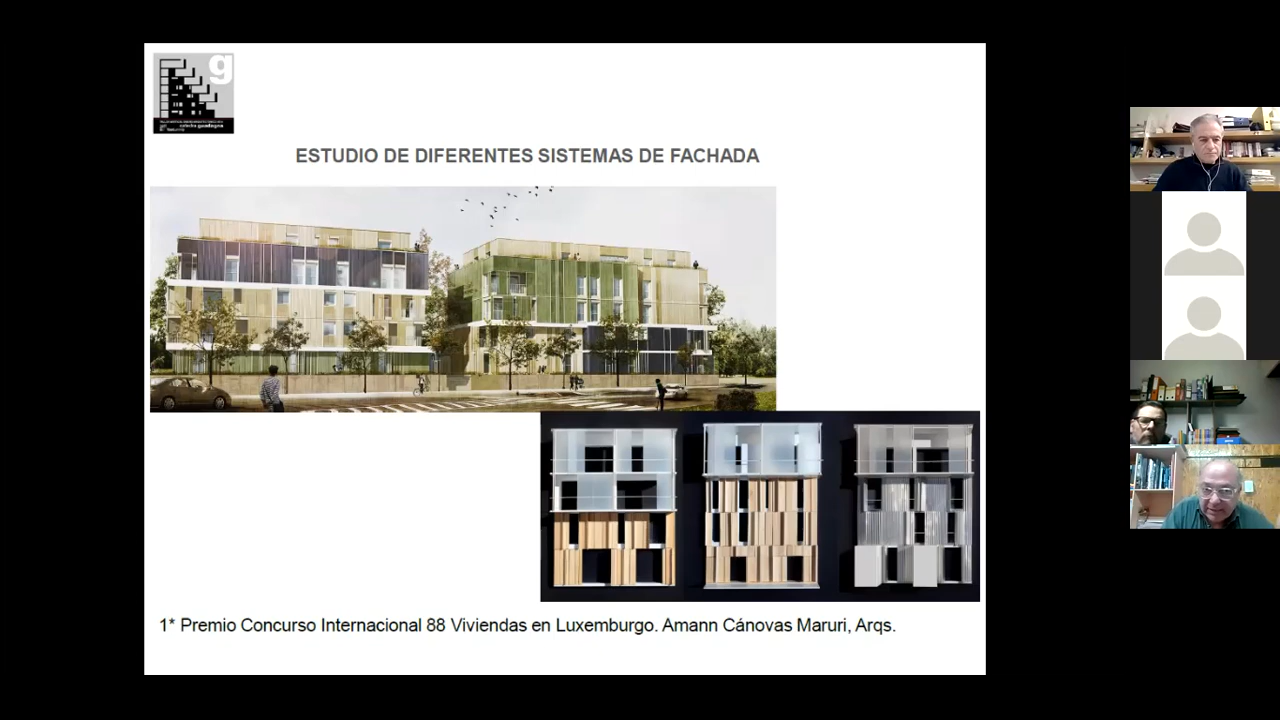 g
ESTUDIO DE DIFERENTES SISTEMAS DE FACHADA
1* Premio Concurso Internacional 88 Viviendas en Luxemburgo. Amann Cánovas Maruri, Arqs.